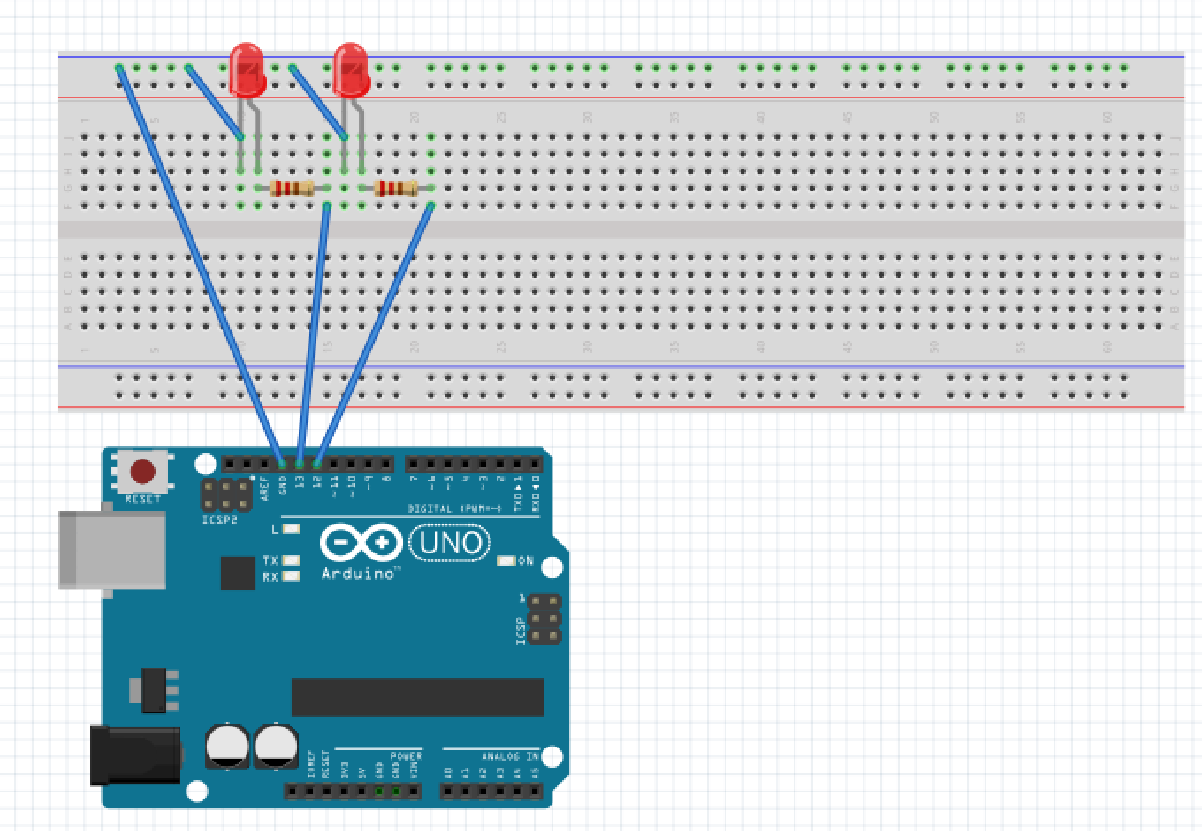 1 5 10 15 20 25 30 35 40 45 50 55 60
J J
I I
H H
G G
F F
E E
D D
C C
B B
A A
1 5 10 15 20 25 30 35 40 45 50 55 60
RESET
ICSP2
AREF GND 13 12 ~11 ~10 ~9 8 7 ~6 ~5 4 ~3 2 TX0▶1 RX0◀0
DIGITAL (PWM=~)
L
TX
RX
UNO
Arduino™
ON
1
ICSP
POWER
ANALOG IN
IOREF RESET 3V3 5V GND GND VIN A0 A1 A2 A3 A4 A5